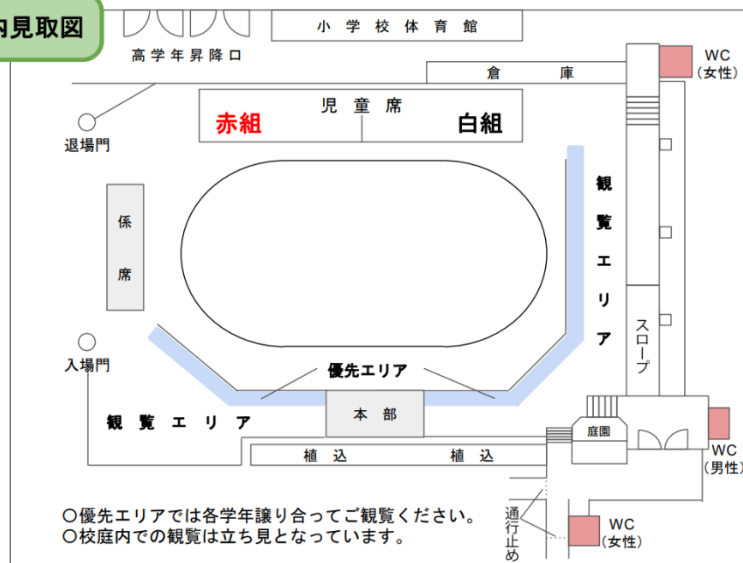 内見取図
小学校体育館
高学年昇降口
WC
(女性)
倉庫
児童席
赤組
白組
退場門
観覧エリア
係席
スロープ
入場門
優先エリア
本部
観覧エリア
庭園
植込
植込
WC
(男性)
○優先エリアでは各学年譲り合ってご観覧ください。
○校庭内での観覧は立ち見となっています。
通行止め
WC
(女性)